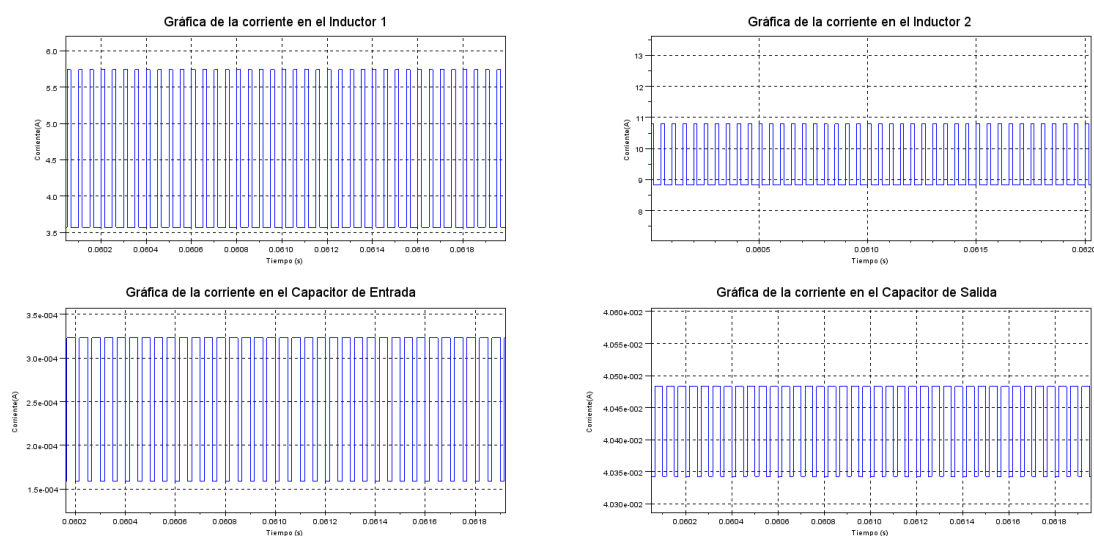 Gráfica de la corriente en el Inductor 1
6.0
5.5
5.0
4.5
4.0
3.5
Corriente(A)
0.0602 0.0604 0.0606 0.0608 0.0610 0.0612 0.0614 0.0616 0.0618
Tiempo (s)
Gráfica de la corriente en el Inductor 2
13
12
11
10
9
8
Corriente(A)
0.0605 0.0610 0.0615 0.0620
Tiempo (s)
Gráfica de la corriente en el Capacitor de Entrada
3.5e-004
3.0e-004
2.5e-004
2.0e-004
1.5e-004
Corriente(A)
0.0602 0.0604 0.0606 0.0608 0.0610 0.0612 0.0614 0.0616 0.0618
Tiempo (s)
Gráfica de la corriente en el Capacitor de Salida
4.060e-002
4.055e-002
4.050e-002
4.045e-002
4.040e-002
4.035e-002
4.030e-002
Corriente(A)
0.0602 0.0604 0.0606 0.0608 0.0610 0.0612 0.0614 0.0616 0.0618
Tiempo (s)